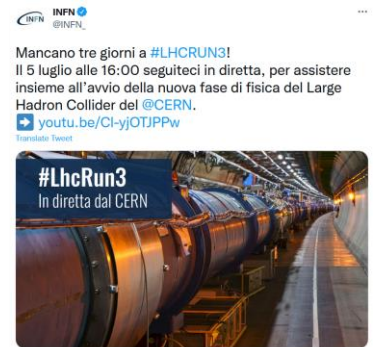 INFN
@INFN_
INFN
Mancano tre giorni a #LHCRUN3!
Il 5 luglio alle 16:00 seguiteci in diretta, per assistere
insieme all'avvio della nuova fase di fisica del Large
Hadron Collider del @CERN.
youtu.be/CI-yjOTJPPw
Translate Tweet
#LhcRun3
In diretta dal CERN